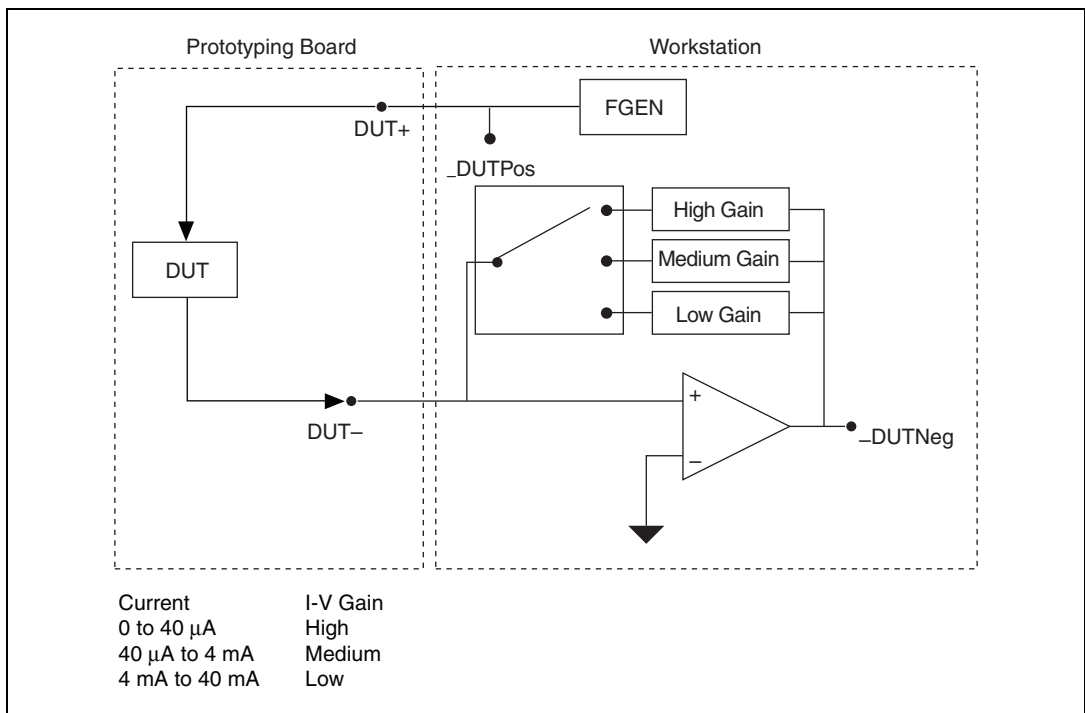 Prototyping Board
Workstation
FGEN
DUT+
_DUTPos
High Gain
DUT
Medium Gain
Low Gain
+
DUT–
–
_DUTNeg
Current I-V Gain
0 to 40 μA High
40 μA to 4 mA Medium
4 mA to 40 mA Low